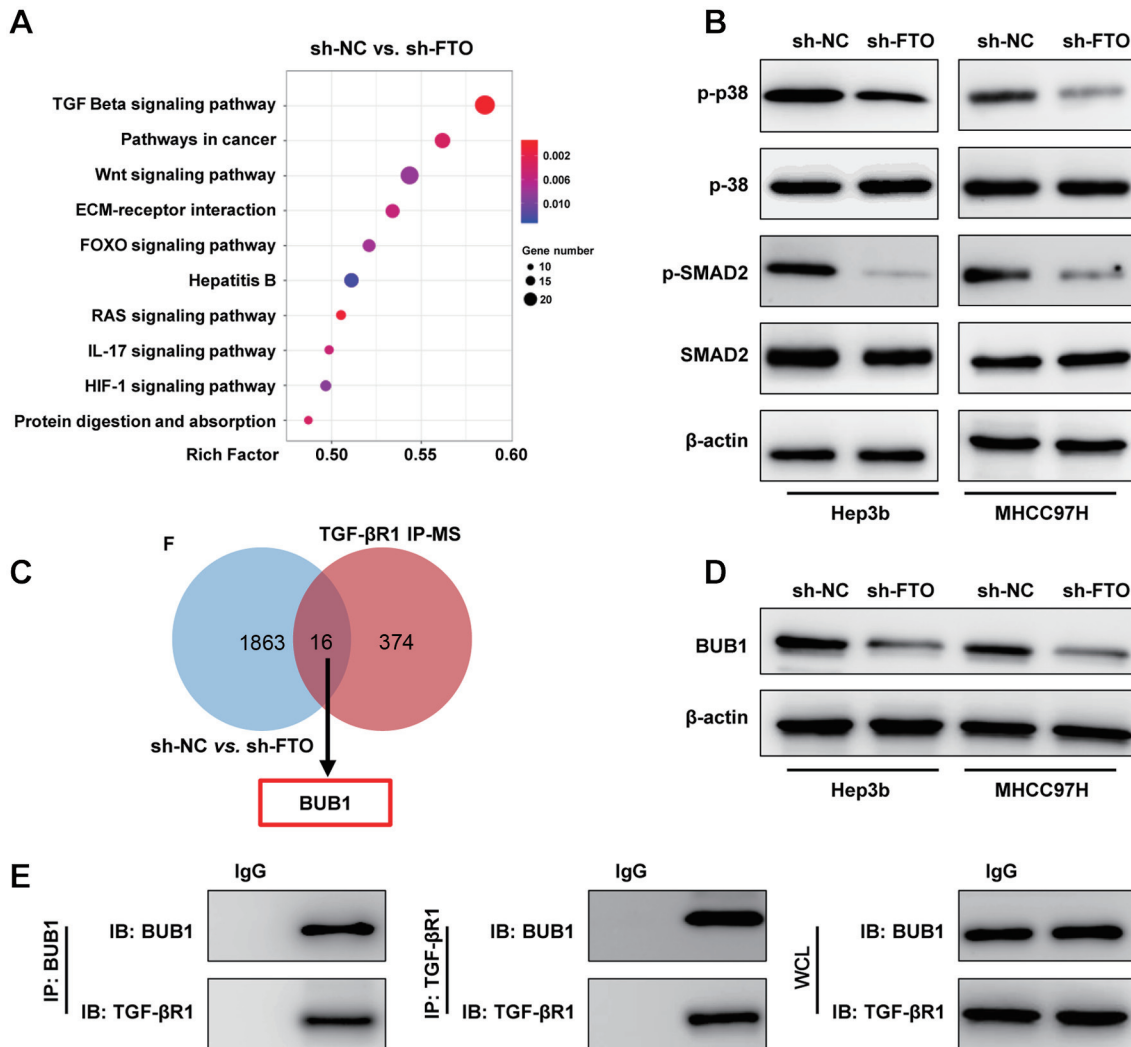 A
sh-NC vs. sh-FTO
TGF Beta signaling pathway
Pathways in cancer
Wnt signaling pathway
ECM-receptor interaction
FOXO signaling pathway
Hepatitis B
RAS signaling pathway
IL-17 signaling pathway
HIF-1 signaling pathway
Protein digestion and absorption
Rich Factor
0.50
0.55
0.60
0.002
0.006
0.010
Gene number
10
15
20
B
sh-NC sh-FTO sh-NC sh-FTO
p-p38
p-38
p-SMAD2
SMAD2
β-actin
Hep3b MHCC97H
C
F
TGF-βR1 IP-MS
1863 16 374
sh-NC vs. sh-FTO
BUB1
D
sh-NC sh-FTO sh-NC sh-FTO
BUB1
β-actin
Hep3b MHCC97H
E
IgG
IP: BUB1
IB: BUB1
IB: TGF-βR1
IgG
IP: TGF-βR1
IB: BUB1
IB: TGF-βR1
IgG
WCL
IB: BUB1
IB: TGF-βR1